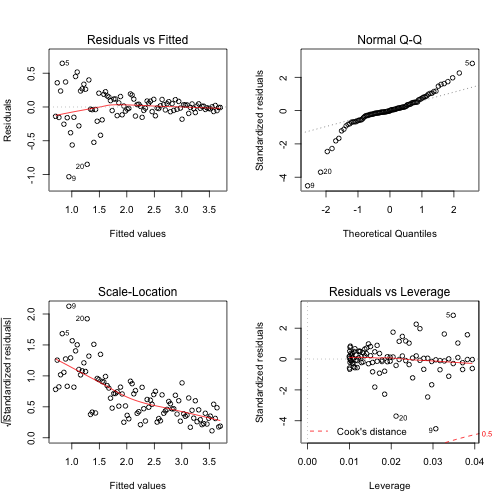 Residuals vs Fitted
Residuals
-1.0 -0.5 0.0 0.5
5
20
9
1.0 1.5 2.0 2.5 3.0 3.5
Fitted values
Normal Q-Q
Standardized residuals
-4 -2 0 2
5
20
9
-2 -1 0 1 2
Theoretical Quantiles
Scale-Location
√|Standardized residuals|
0.0 0.5 1.0 1.5 2.0
9
20
5
1.0 1.5 2.0 2.5 3.0 3.5
Fitted values
Residuals vs Leverage
Standardized residuals
-4 -2 0 2
5
20
9
Cook's distance
0.5
0.00 0.01 0.02 0.03 0.04
Leverage